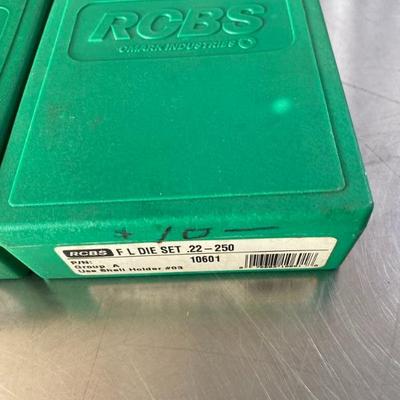 RCBS
OMARK INDUSTRIES
+10-
RCBS F L DIE SET .22-250
P/N: 10601
Group A
Use Shell Holder #03